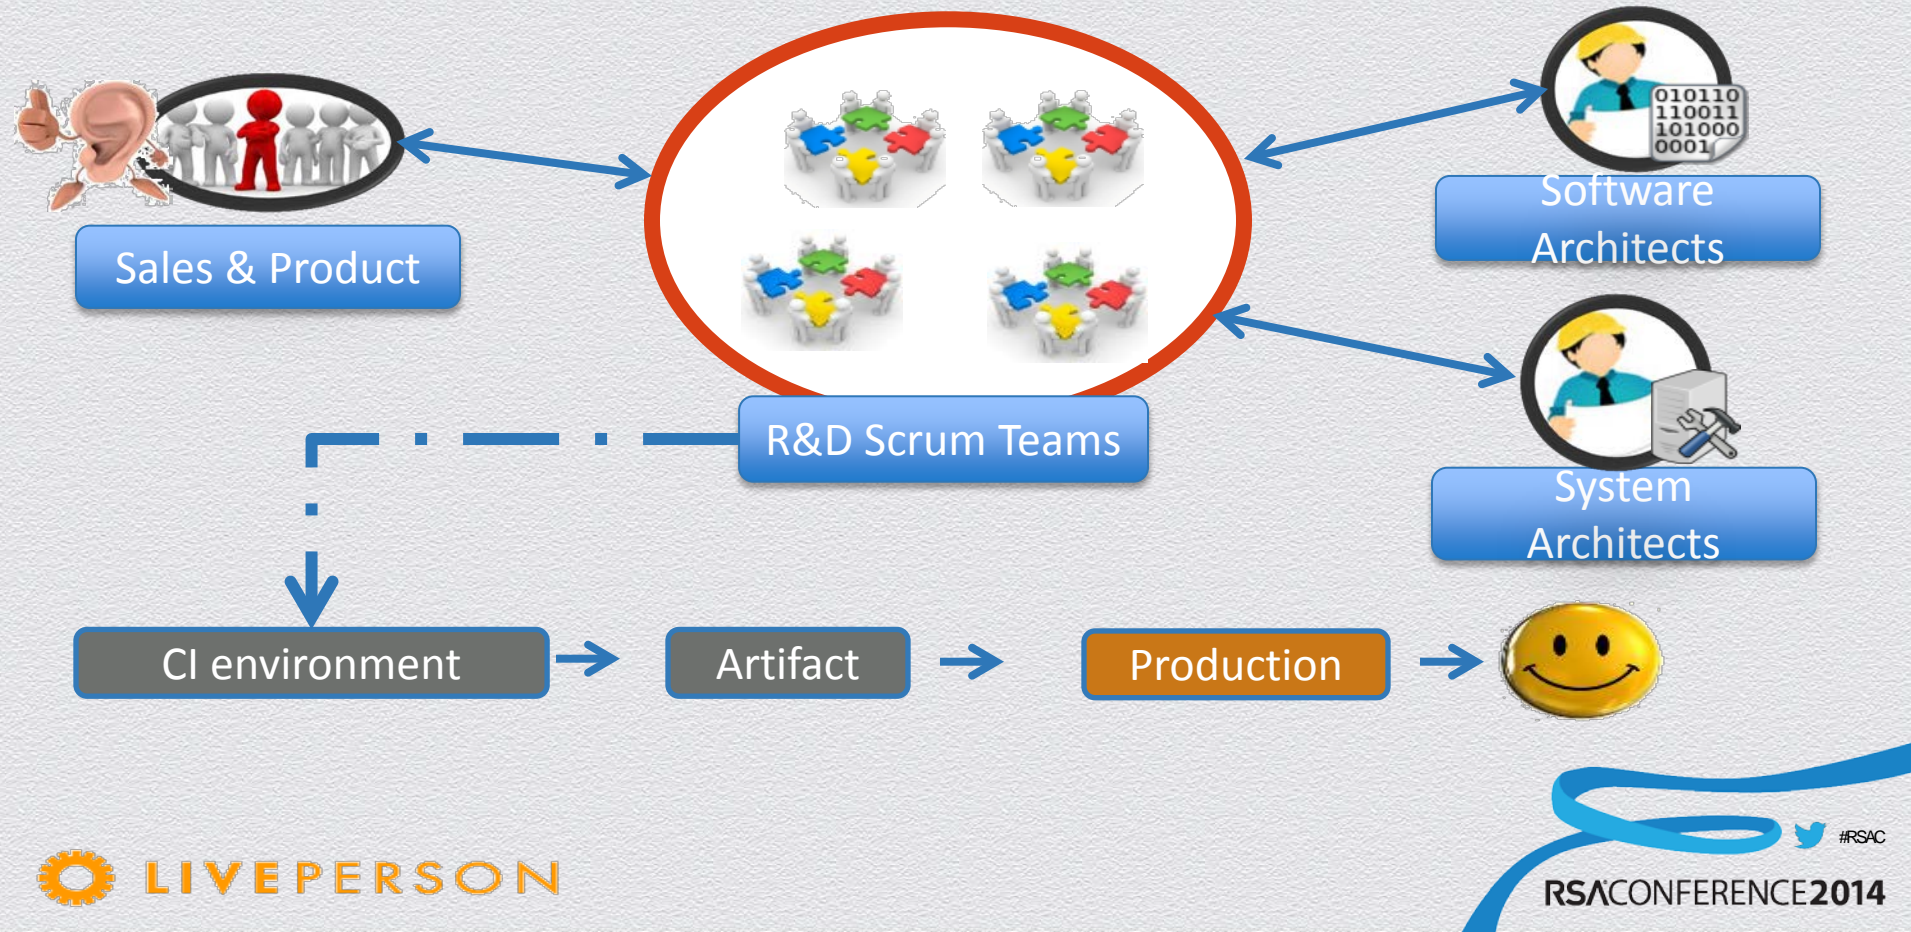 010110
110011
101000
0001
Software
Architects
Sales & Product
R&D Scrum Teams
System
Architects
CI environment
Artifact
Production
#RSAC
LIVEPERSON
RSACONFERENCE2014